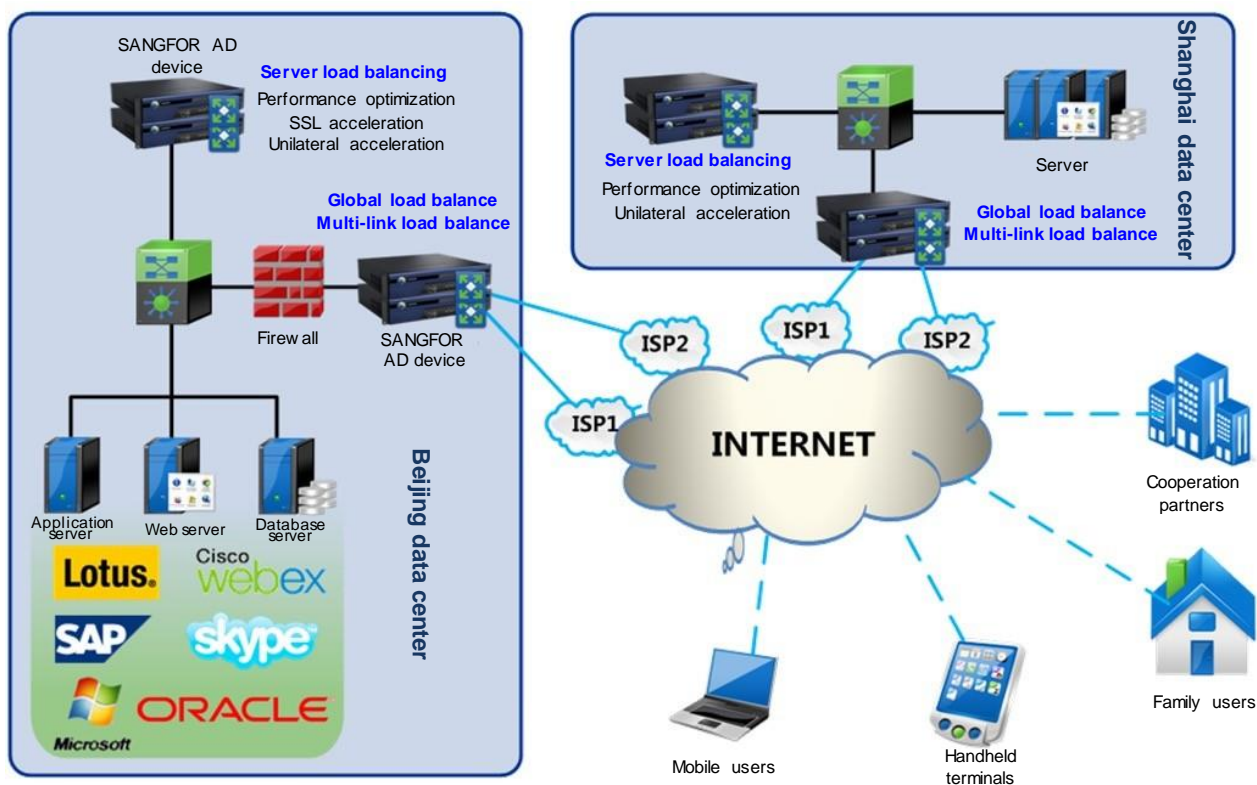 SANGFOR AD
device
Server load balancing
Performance optimization
SSL acceleration
Unilateral acceleration
Global load balance
Multi-link load balance
Firewall
SANGFOR
AD device
Application
server
Web server
Database
server
Lotus.
Cisco
webex
SAP
skype
Microsoft
ORACLE
Beijing data center
Server load balancing
Performance optimization
Unilateral acceleration
Server
Global load balance
Multi-link load balance
Shanghai data center
ISP2
ISP1
ISP1
ISP2
INTERNET
Cooperation
partners
Family users
Mobile users
Handheld
terminals